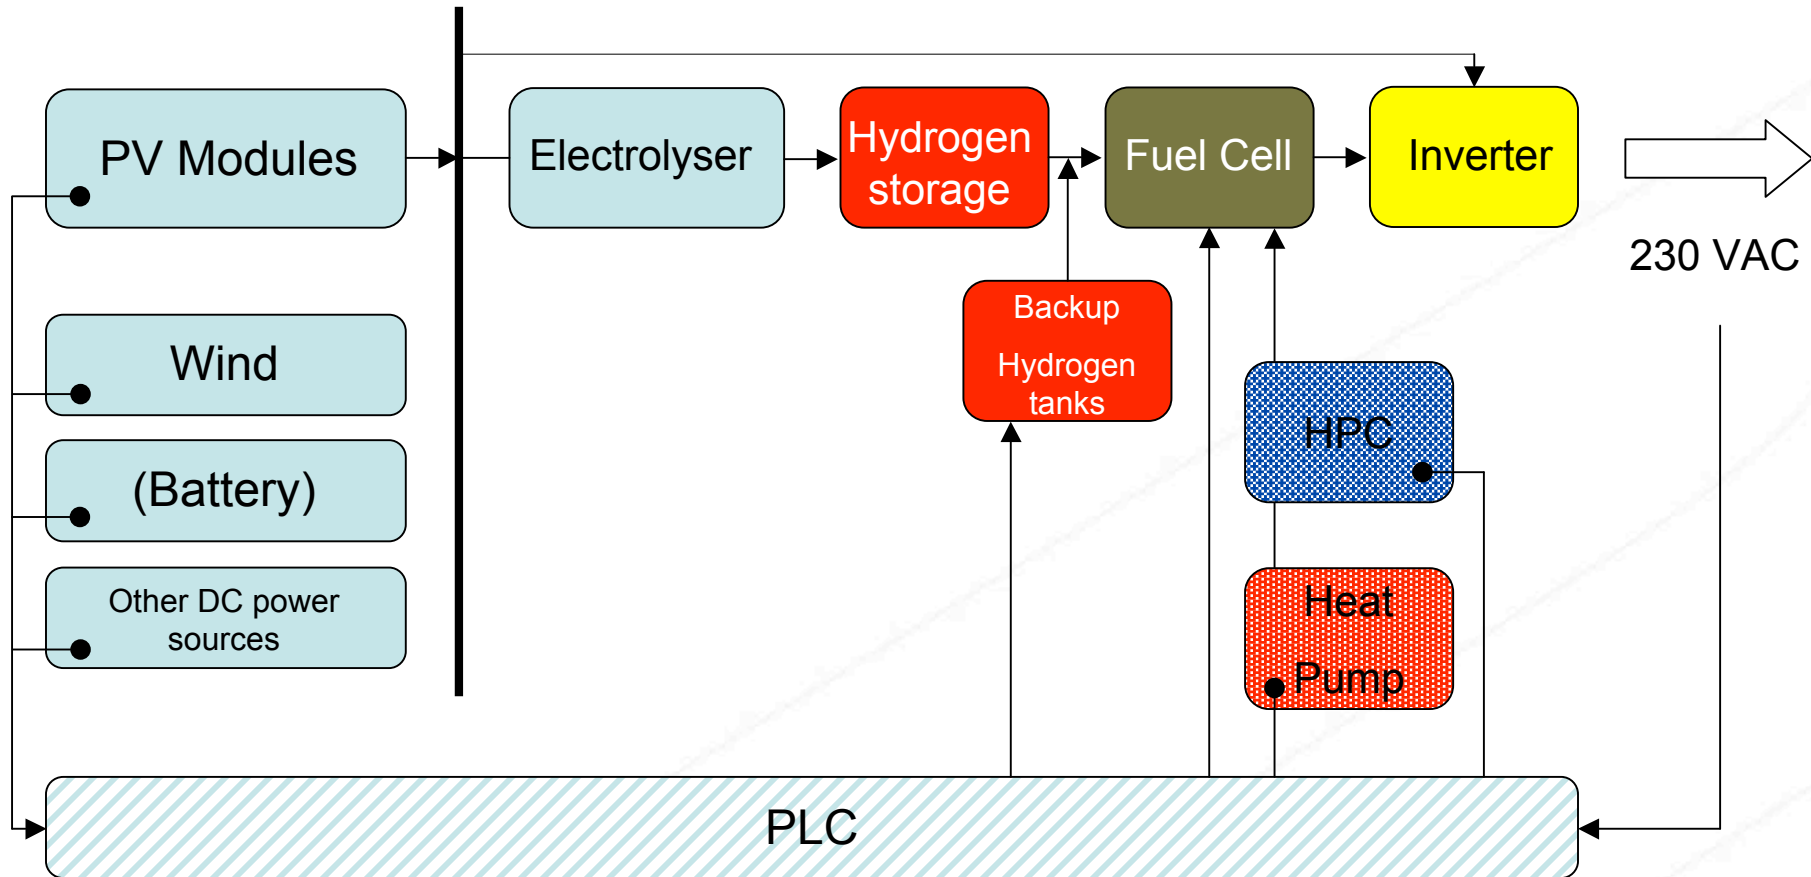 PV Modules
Electrolyser
Hydrogen
storage
Fuel Cell
Inverter
230 VAC
Backup
Hydrogen
tanks
Wind
(Battery)
Other DC power
sources
HPC
Heat
Pump
PLC